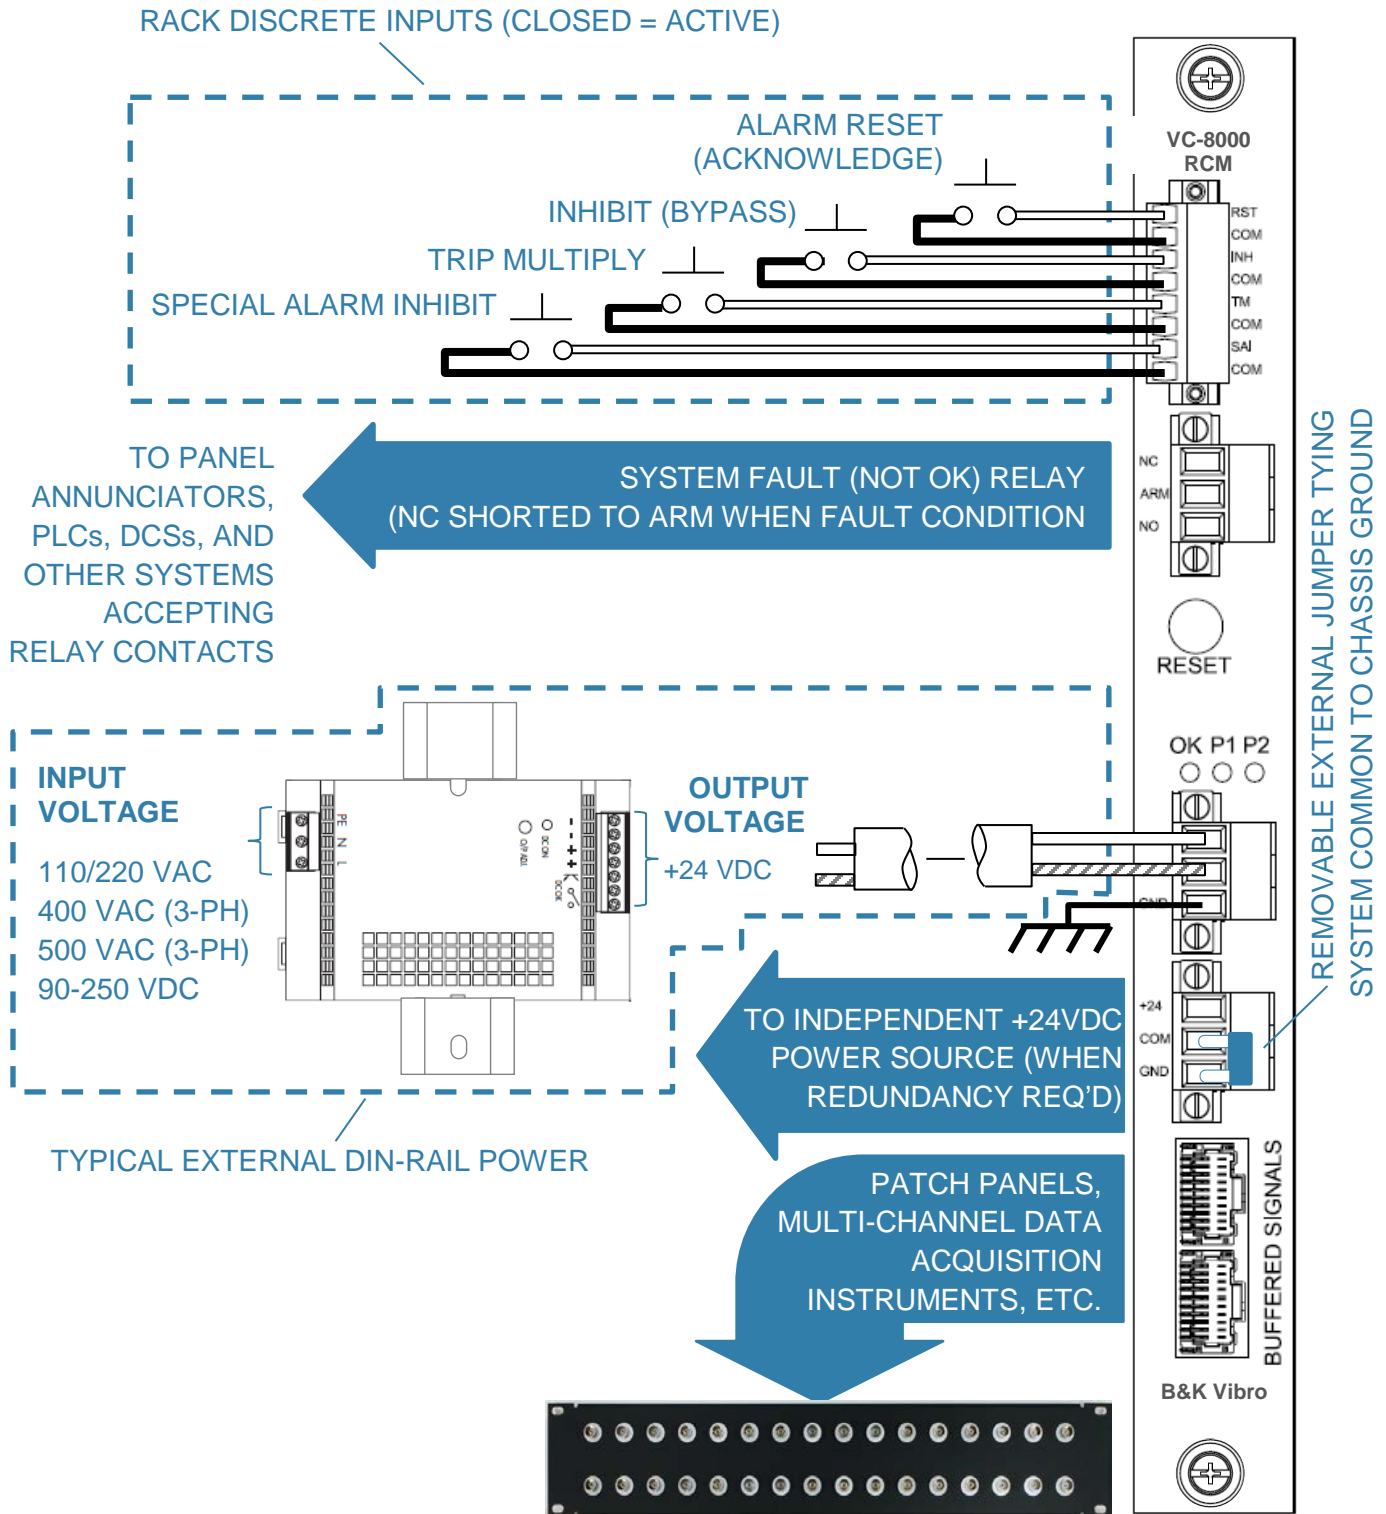 RACK DISCRETE INPUTS (CLOSED = ACTIVE)
ALARM RESET
(ACKNOWLEDGE)
INHIBIT (BYPASS)
TRIP MULTIPLY
SPECIAL ALARM INHIBIT
VC-8000
RCM
RST
COM
INH
COM
TM
COM
SAI
COM
TO PANEL
ANNUNCIATORS,
PLCs, DCSs, AND
OTHER SYSTEMS
ACCEPTING
RELAY CONTACTS
SYSTEM FAULT (NOT OK) RELAY
(NC SHORTED TO ARM WHEN FAULT CONDITION
NC
ARM
NO
RESET
REMOVABLE EXTERNAL JUMPER TYING
SYSTEM COMMON TO CHASSIS GROUND
OK P1 P2
INPUT
VOLTAGE
110/220 VAC
400 VAC (3-PH)
500 VAC (3-PH)
90-250 VDC
PE
N
L
DC ON
O/P ADJ.
DC OK
- - + +
OUTPUT
VOLTAGE
+24 VDC
GND
+24
COM
GND
TO INDEPENDENT +24VDC
POWER SOURCE (WHEN
REDUNDANCY REQ’D)
TYPICAL EXTERNAL DIN-RAIL POWER
PATCH PANELS,
MULTI-CHANNEL DATA
ACQUISITION
INSTRUMENTS, ETC.
BUFFERED SIGNALS
B&K Vibro